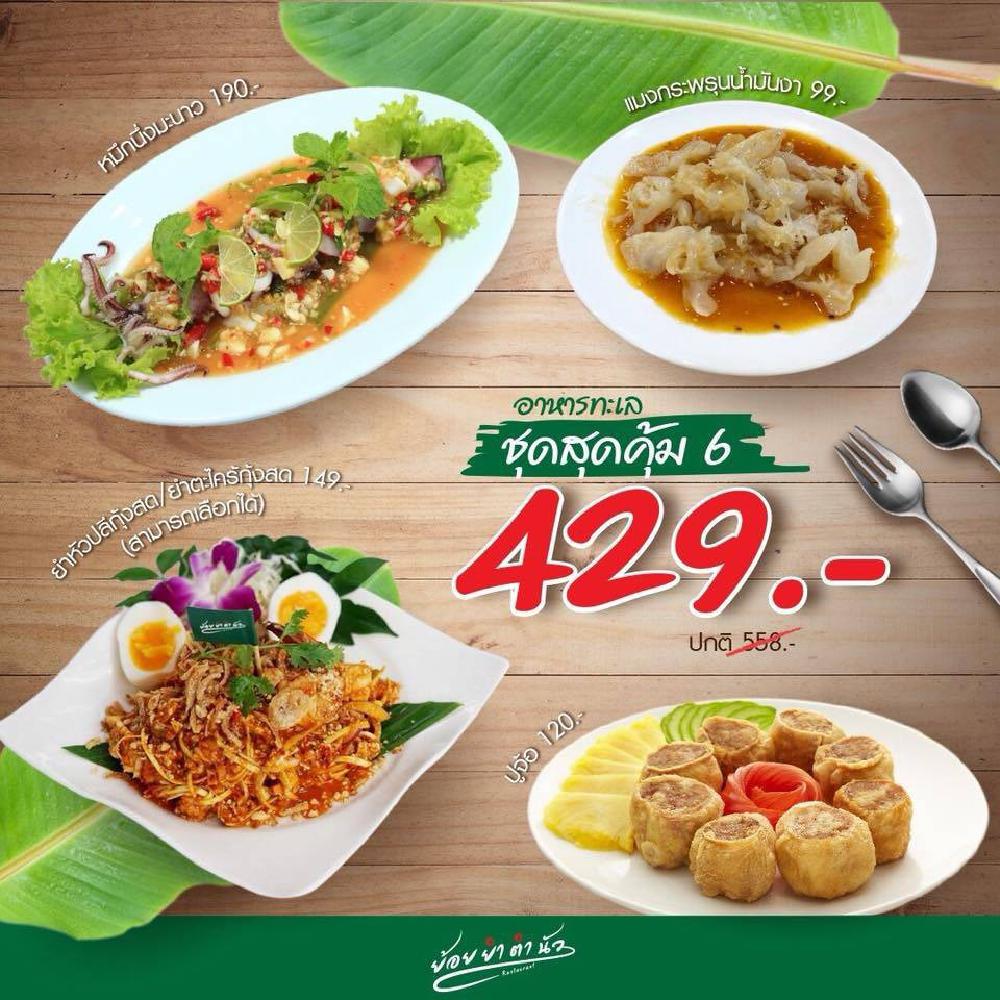 หมึกนึ่งมะนาว 190.-
แมงกระพรุนน้ำมันงา 99.-
อาหารทะเล
ชุดสุดคุ้ม 6
429.-
ปกติ 558.-
ยำหัวปลีกุ้งสด/ยำตะไคร้กุ้งสด 149.-
(สามารถเลือกได้)
ปูจ๋อ 120.-
ย้อย ยำ ตำ นัว
Restaurant